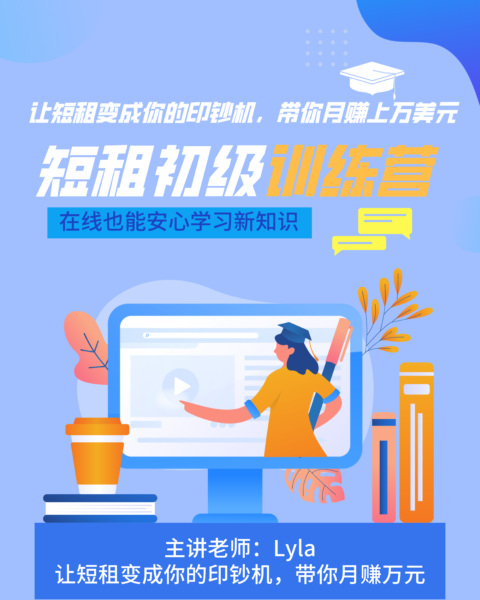 让短租变成你的印钞机，带你月赚上万美元
短租初级训练营
在线也能安心学习新知识
主讲老师：Lyla
让短租变成你的印钞机，带你月赚万元